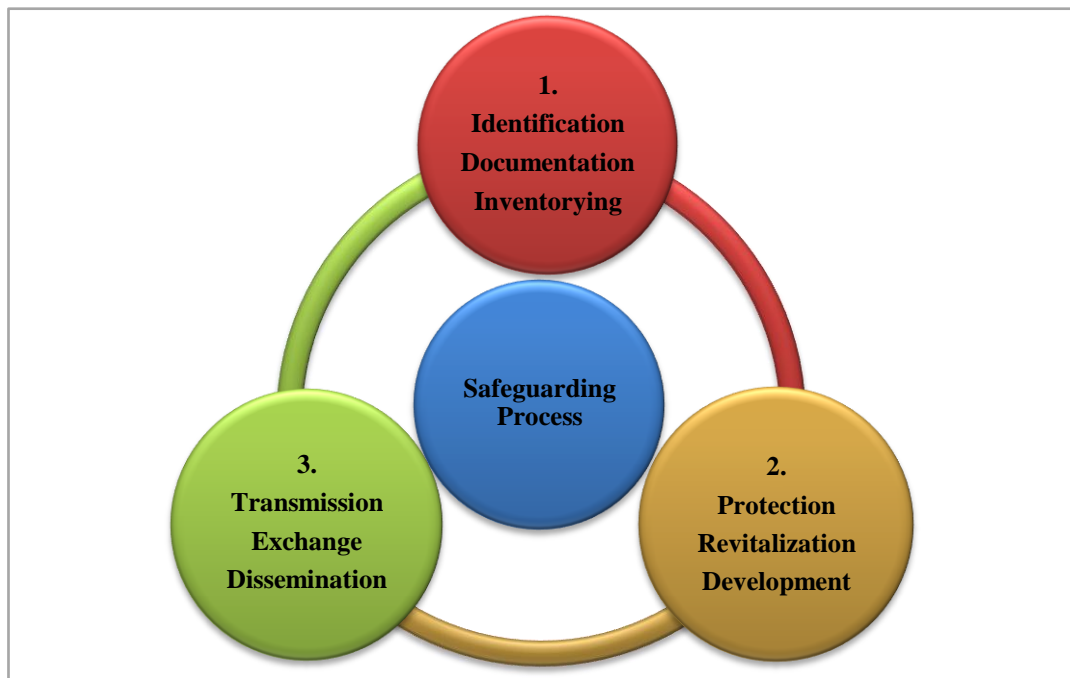 1.
Identification
Documentation
Inventorying
Safeguarding
Process
2.
Protection
Revitalization
Development
3.
Transmission
Exchange
Dissemination